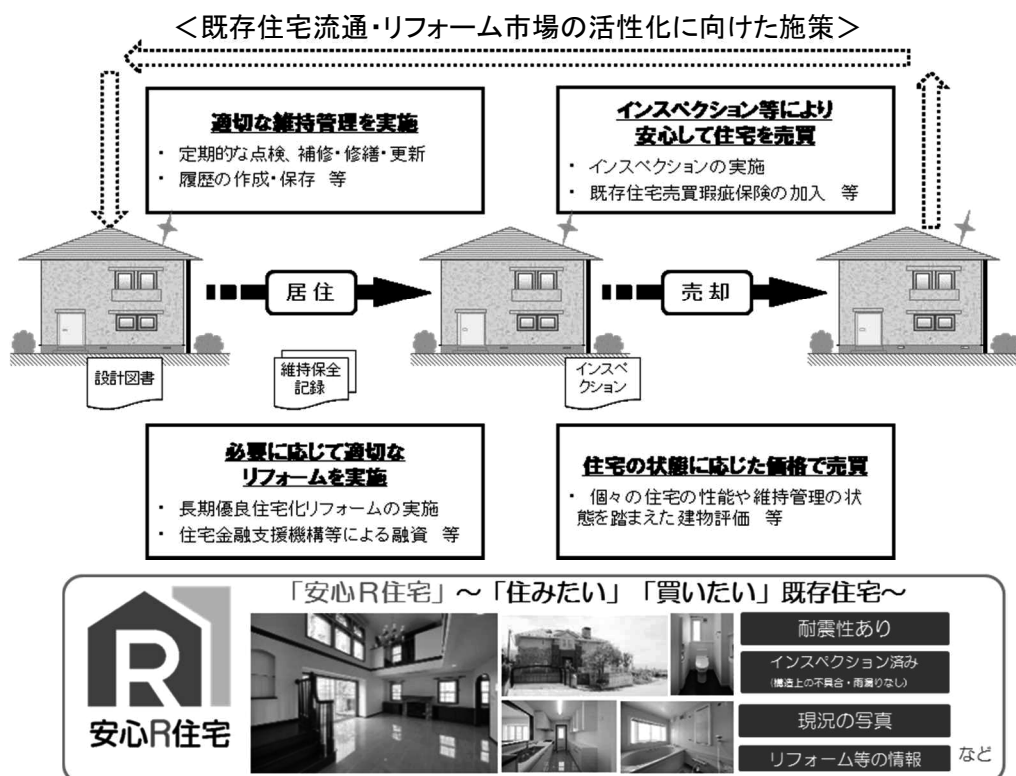 ＜既存住宅流通・リフォーム市場の活性化に向けた施策＞
適切な維持管理を実施
・ 定期的な点検、補修・修繕・更新
・ 履歴の作成・保存 等
インスペクション等により
安心して住宅を売買
・ インスペクションの実施
・ 既存住宅売買瑕疵保険の加入 等
居住
売却
設計図書
維持保全
記録
インスペ
クション
必要に応じて適切な
リフォームを実施
・ 長期優良住宅化リフォームの実施
・ 住宅金融支援機構等による融資 等
住宅の状態に応じた価格で売買
・ 個々の住宅の性能や維持管理の状
態を踏まえた建物評価 等
「安心R住宅」～「住みたい」「買いたい」既存住宅～
R
安心R住宅
耐震性あり
インスペクション済み
(構造上の不具合・雨漏りなし)
現況の写真
リフォーム等の情報
など